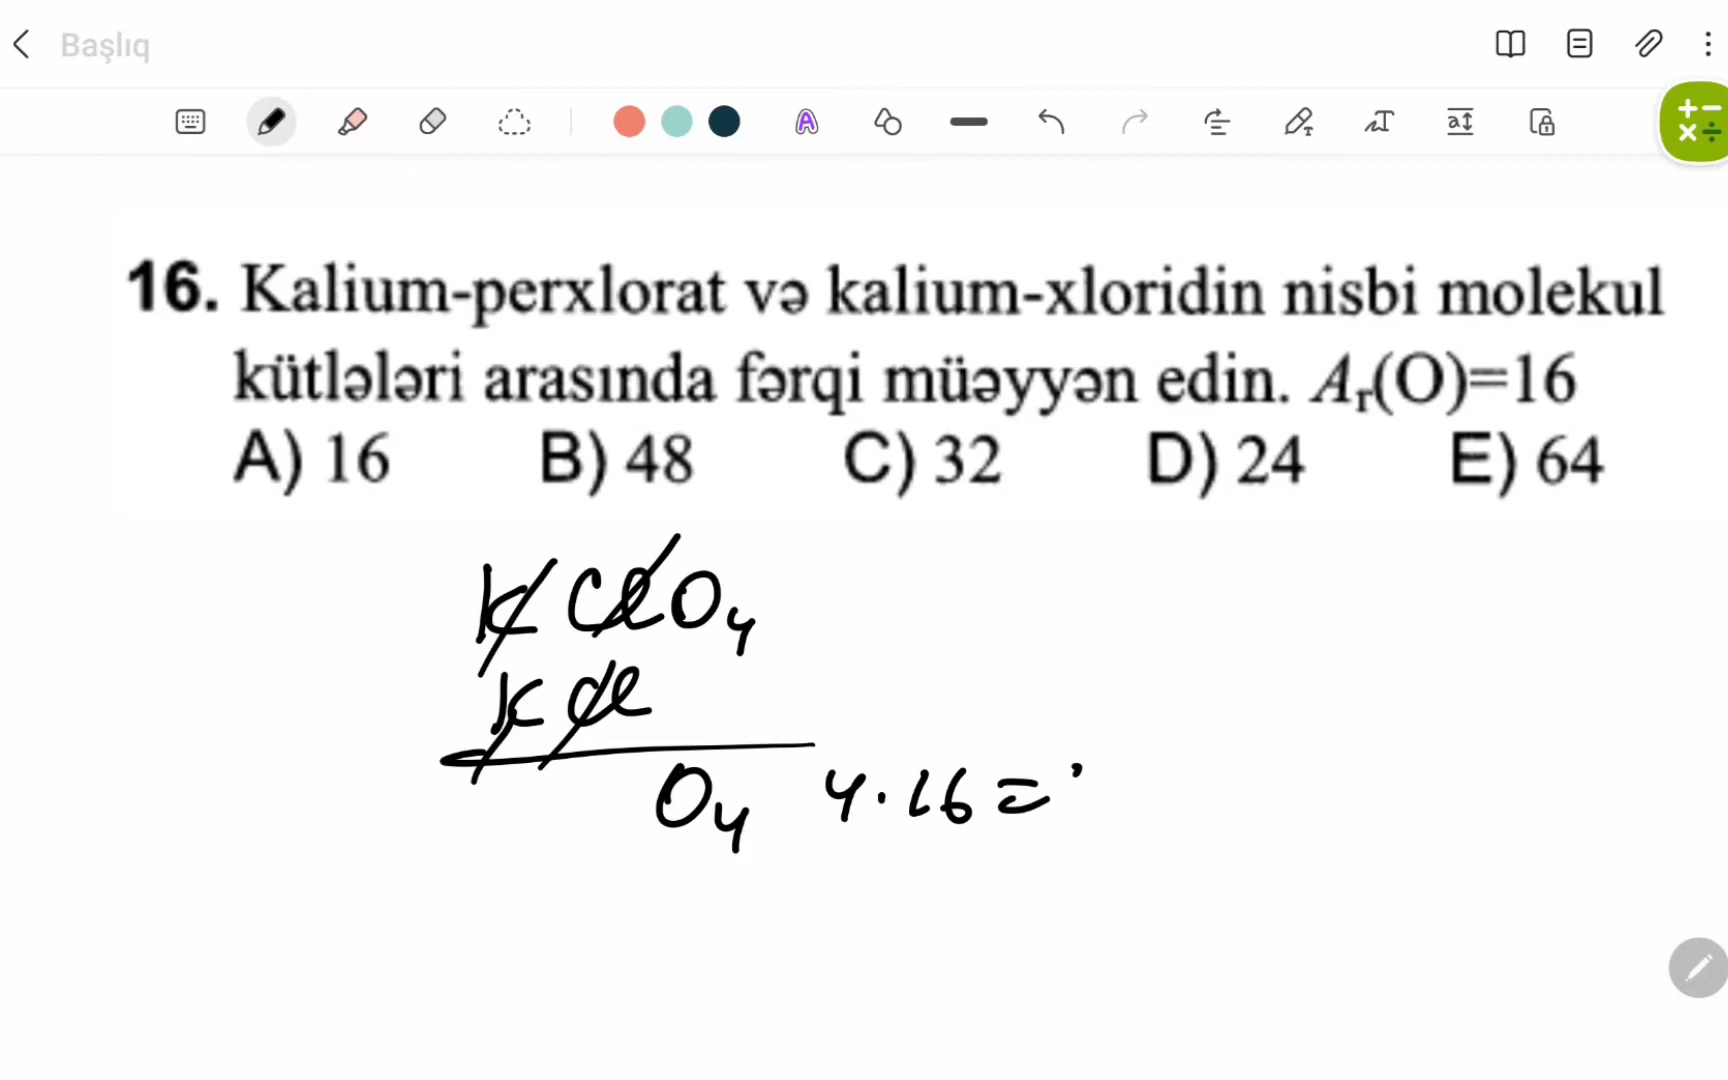 Başlıq
16. Kalium-perxlorat və kalium-xloridin nisbi molekul
kütlələri arasında fərqi müəyyən edin. Aᵣ(O)=16
A) 16 B) 48 C) 32 D) 24 E) 64
KClO₄
KCl
O₄ 4·16=